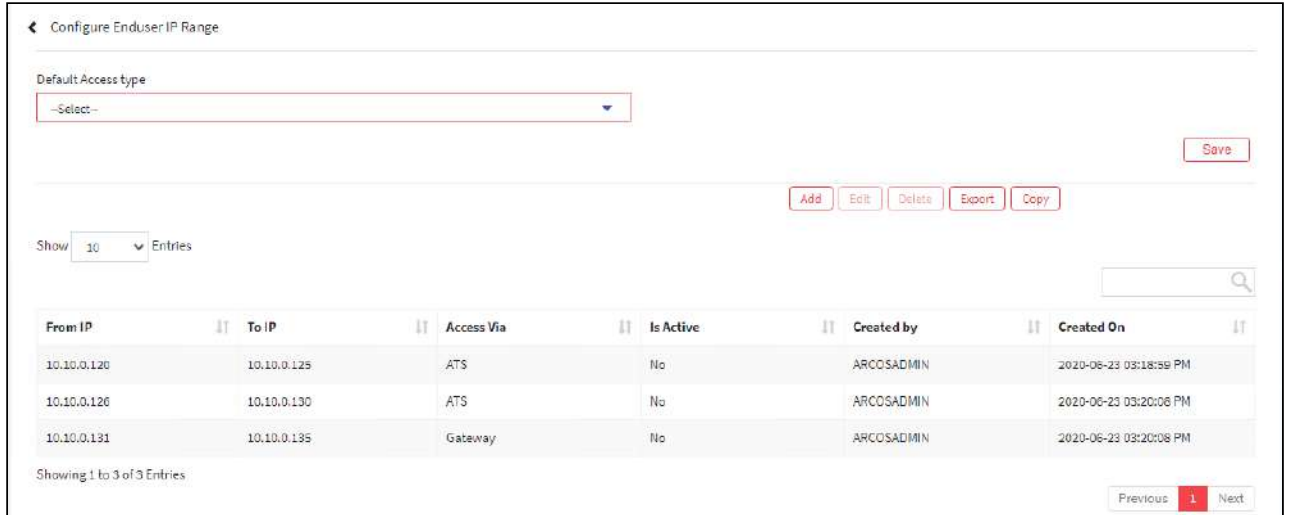 Configure Enduser IP Range
Default Access type
--Select--
Save
Add Edit Delete Export Copy
Show 10 Entries
From IP To IP Access Via Is Active Created by Created On
10.10.0.120 10.10.0.125 ATS No ARCOSADMIN 2020-06-23 03:18:59 PM
10.10.0.126 10.10.0.130 ATS No ARCOSADMIN 2020-06-23 03:20:08 PM
10.10.0.131 10.10.0.135 Gateway No ARCOSADMIN 2020-06-23 03:20:08 PM
Showing 1 to 3 of 3 Entries
Previous 1 Next